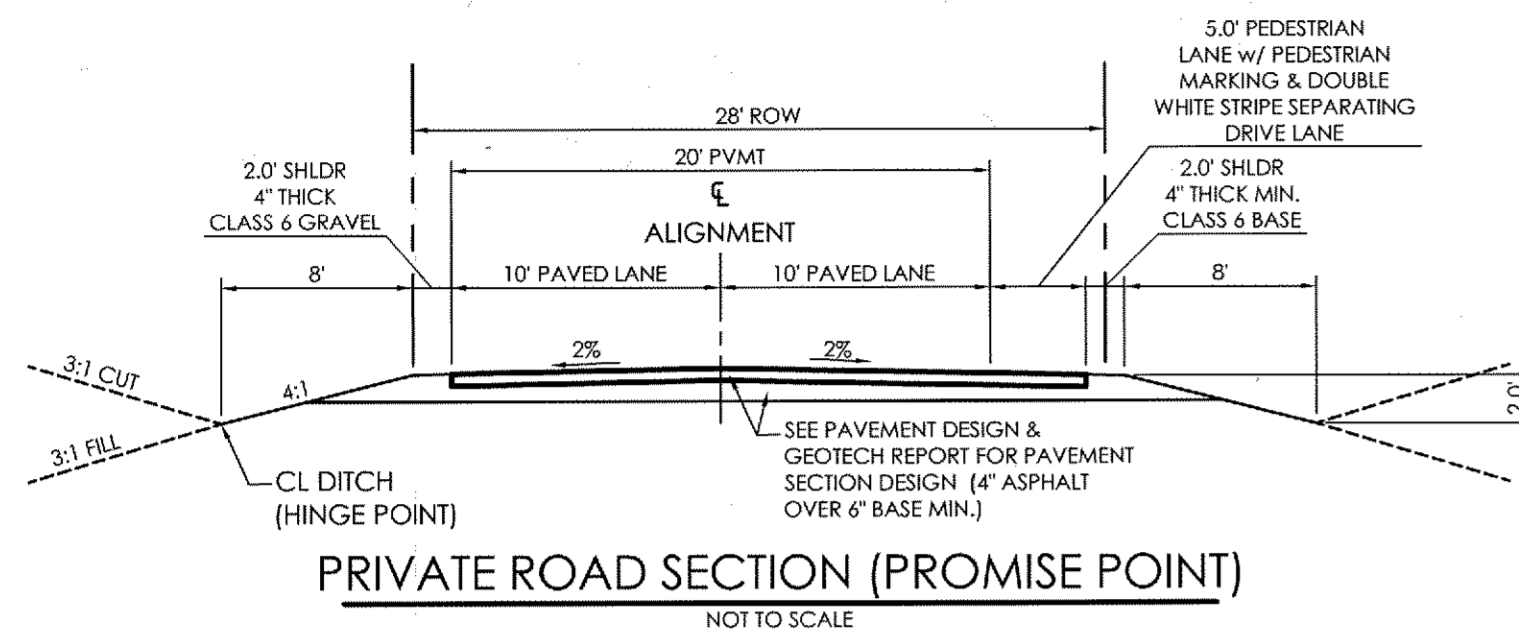 5.0' PEDESTRIAN
LANE w/ PEDESTRIAN
MARKING & DOUBLE
WHITE STRIPE SEPARATING
DRIVE LANE
28' ROW
20' PVMT
2.0' SHLDR
4" THICK
CLASS 6 GRAVEL
℄
ALIGNMENT
2.0' SHLDR
4" THICK MIN.
CLASS 6 BASE
8'
10' PAVED LANE
10' PAVED LANE
8'
2%
2%
3:1 CUT
4:1
3:1 FILL
2.0'
CL DITCH
(HINGE POINT)
SEE PAVEMENT DESIGN &
GEOTECH REPORT FOR PAVEMENT
SECTION DESIGN (4" ASPHALT
OVER 6" BASE MIN.)
PRIVATE ROAD SECTION (PROMISE POINT)
NOT TO SCALE